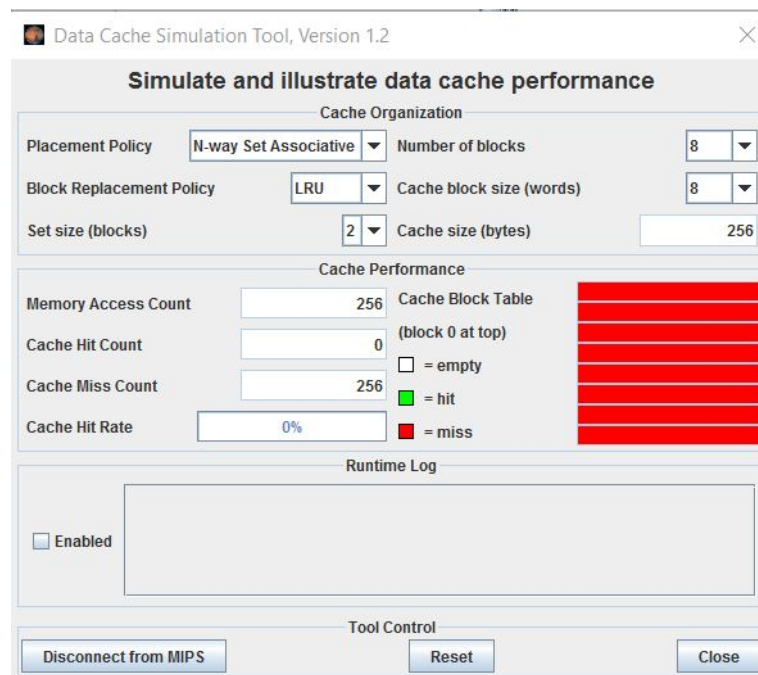 Data Cache Simulation Tool, Version 1.2
Simulate and illustrate data cache performance
Cache Organization
Placement Policy N-way Set Associative Number of blocks 8
Block Replacement Policy LRU Cache block size (words) 8
Set size (blocks) 2 Cache size (bytes) 256
Cache Performance
Memory Access Count 256 Cache Block Table
(block 0 at top)
Cache Hit Count 0
= empty
Cache Miss Count 256
= hit
Cache Hit Rate 0%
= miss
Runtime Log
Enabled
Tool Control
Disconnect from MIPS Reset Close